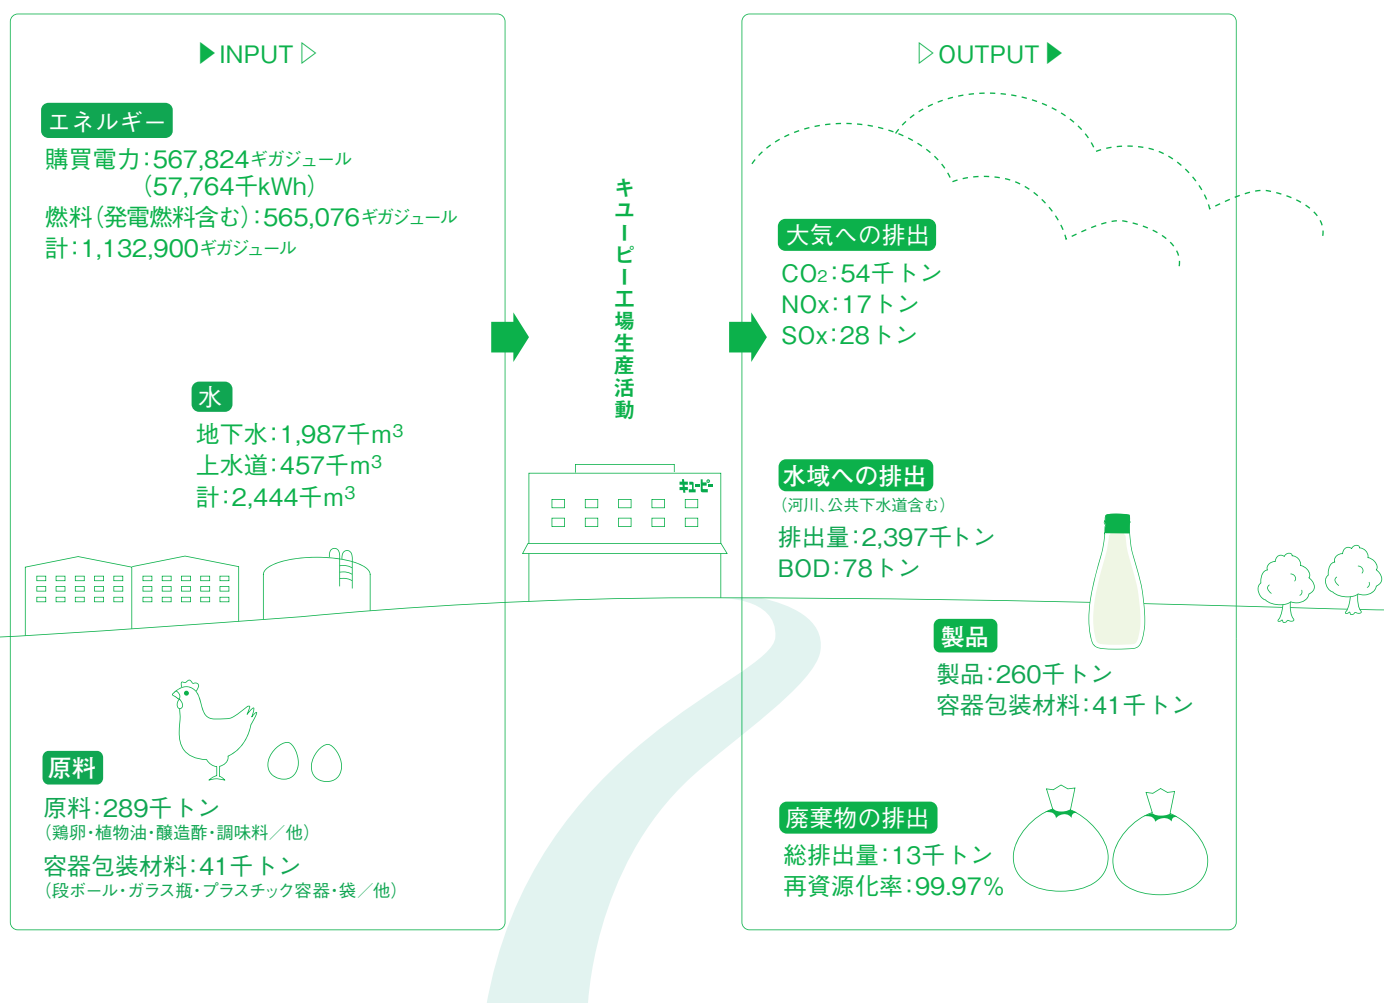 INPUT
エネルギー
購買電力：567,824ギガジュール
（57,764千kWh）
燃料（発電燃料含む）：565,076ギガジュール
計：1,132,900ギガジュール
水
地下水：1,987千m³
上水道：457千m³
計：2,444千m³
原料
原料：289千トン
（鶏卵・植物油・醸造酢・調味料／他）
容器包装材料：41千トン
（段ボール・ガラス瓶・プラスチック容器・袋／他）
キユーピー工場生産活動
キユーピー
OUTPUT
大気への排出
CO₂：54千トン
NOx：17トン
SOx：28トン
水域への排出
（河川、公共下水道含む）
排出量：2,397千トン
BOD：78トン
製品
製品：260千トン
容器包装材料：41千トン
廃棄物の排出
総排出量：13千トン
再資源化率：99.97％